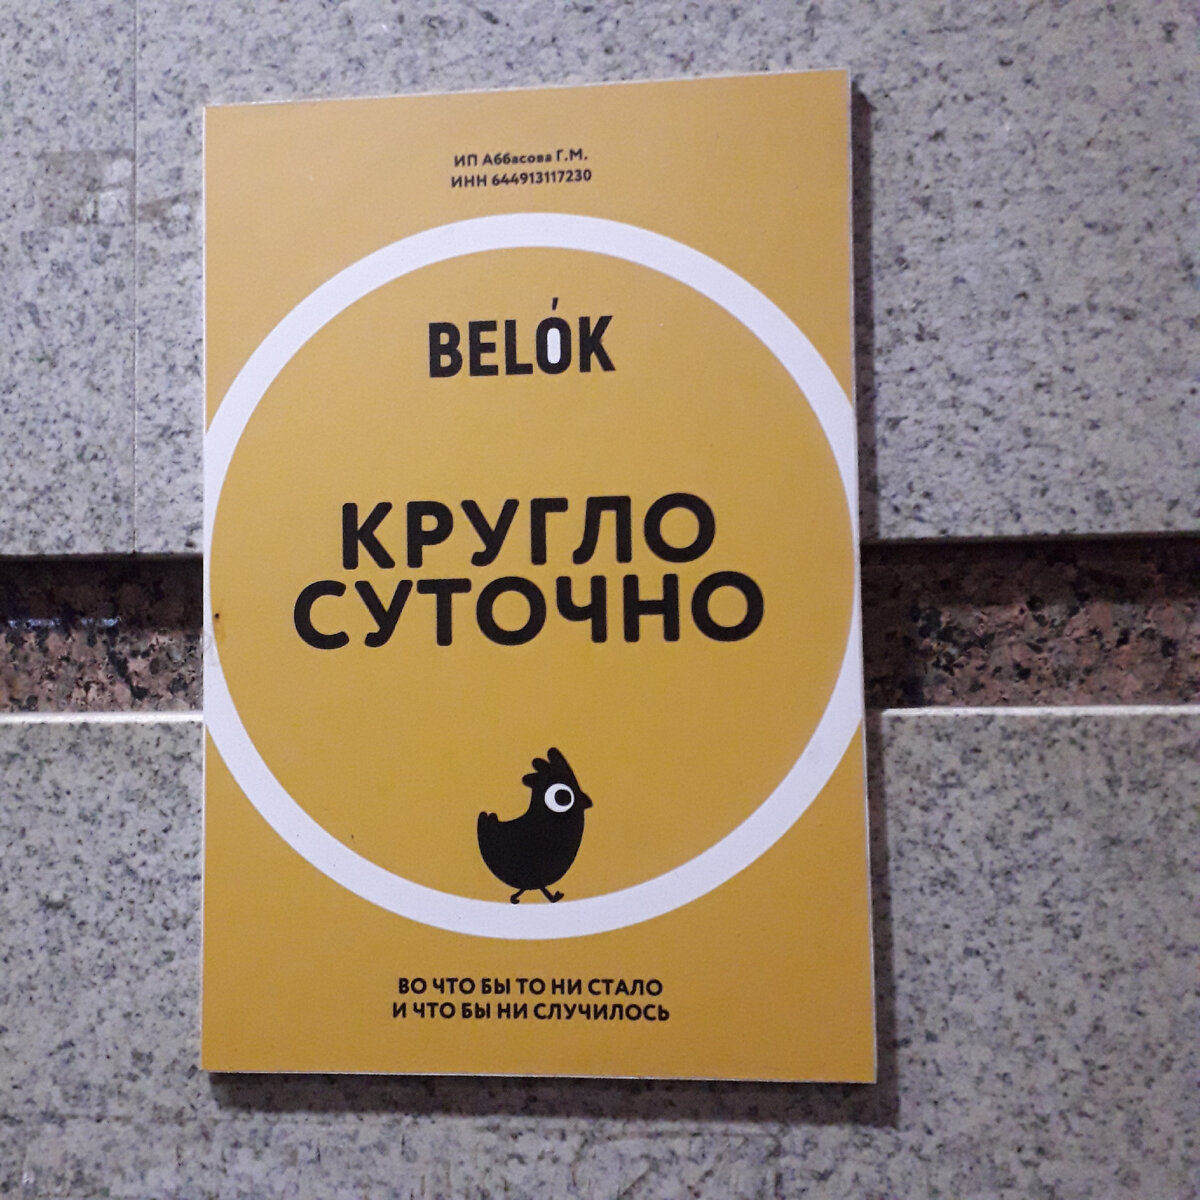 ИП Аббасова Г.М.
ИНН 644913117230
BELÓK
КРУГЛО
СУТОЧНО
ВО ЧТО БЫ ТО НИ СТАЛО
И ЧТО БЫ НИ СЛУЧИЛОСЬ